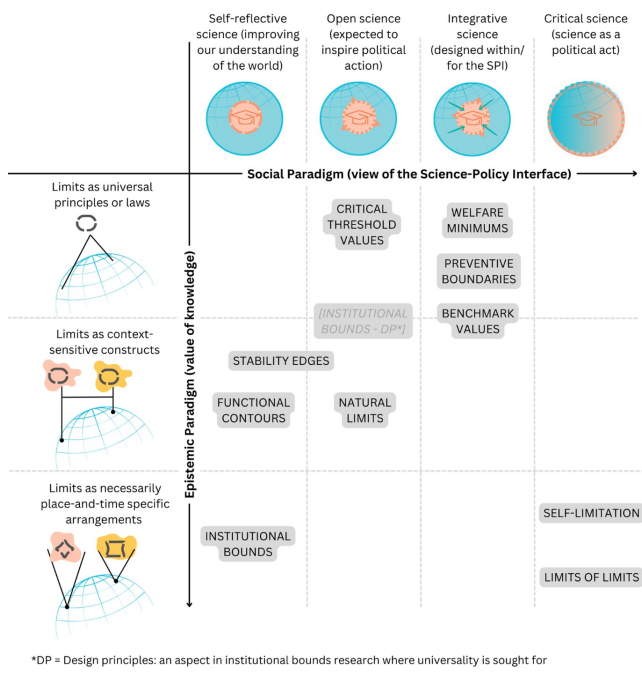 Self-reflective
science (improving
our understanding
of the world)
Open science
(expected to
inspire political
action)
Integrative
science
(designed within/
for the SPI)
Critical science
(science as a
political act)
Social Paradigm (view of the Science-Policy Interface)
Epistemic Paradigm (value of knowledge)
Limits as universal
principles or laws
CRITICAL
THRESHOLD
VALUES
WELFARE
MINIMUMS
PREVENTIVE
BOUNDARIES
[INSTITUTIONAL
BOUNDS - DP*]
BENCHMARK
VALUES
Limits as context-
sensitive constructs
STABILITY EDGES
FUNCTIONAL
CONTOURS
NATURAL
LIMITS
Limits as necessarily
place-and-time specific
arrangements
SELF-LIMITATION
INSTITUTIONAL
BOUNDS
LIMITS OF LIMITS
*DP = Design principles: an aspect in institutional bounds research where universality is sought for